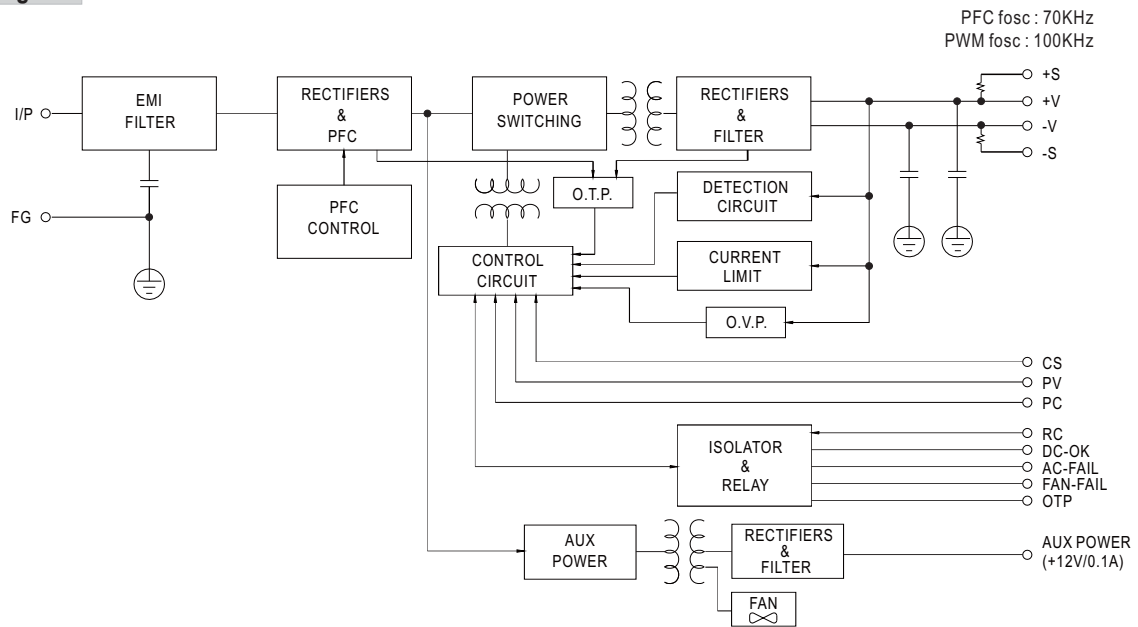 PFC fosc : 70KHz
PWM fosc : 100KHz
I/P
EMI
FILTER
RECTIFIERS
&
PFC
POWER
SWITCHING
RECTIFIERS
&
FILTER
+S
+V
-V
-S
FG
PFC
CONTROL
O.T.P.
DETECTION
CIRCUIT
CONTROL
CIRCUIT
CURRENT
LIMIT
O.V.P.
CS
PV
PC
ISOLATOR
&
RELAY
RC
DC-OK
AC-FAIL
FAN-FAIL
OTP
AUX
POWER
RECTIFIERS
&
FILTER
AUX POWER
(+12V/0.1A)
FAN